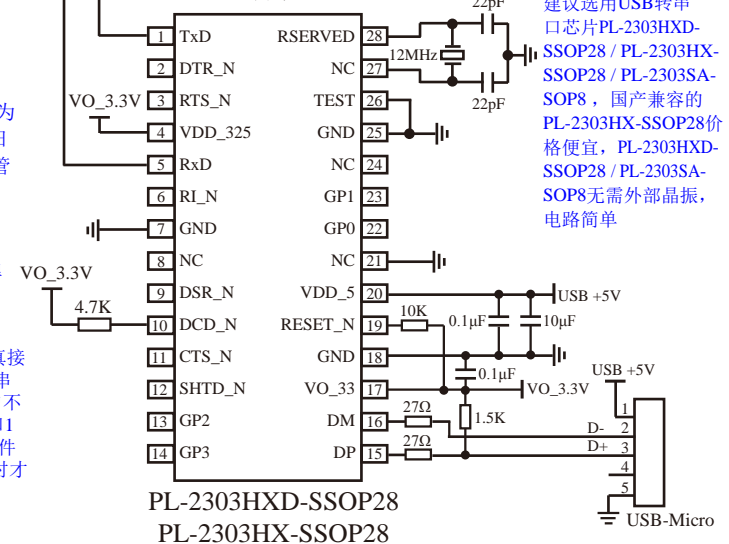 22pF
建议选用USB转串
口芯片PL-2303HXD-
SSOP28 / PL-2303HX-
SSOP28 / PL-2303SA-
SOP8，国产兼容的
PL-2303HX-SSOP28价
格便宜，PL-2303HXD-
SSOP28 / PL-2303SA-
SOP8无需外部晶振，
电路简单
1 TxD RSERVED 28
12MHz
2 DTR_N NC 27
VO_3.3V 3 RTS_N TEST 26 22pF
4 VDD_325 GND 25
5 RxD NC 24
6 RI_N GP1 23
7 GND GP0 22
8 NC NC 21
VO_3.3V
9 DSR_N VDD_5 20 USB +5V
4.7K
10 DCD_N RESET_N 19 10K 0.1μF 10μF
11 CTS_N GND 18
0.1μF USB +5V
12 SHTD_N VO_33 17 VO_3.3V
13 GP2 DM 16 27Ω 1.5K
14 GP3 DP 15 27Ω
1
D- 2
D+ 3
4
5
USB-Micro
PL-2303HXD-SSOP28
PL-2303HX-SSOP28
为
管
接
串
不
1
件
才